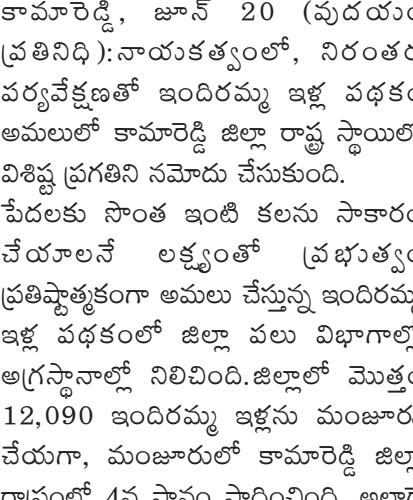 కామారెడ్డి, జూన్ 20 (వుదయం
ప్రతినిధి):నాయకత్వంలో, నిరంతర
పర్యవేక్షణతో ఇందిరమ్మ ఇళ్ల పథకం
అమలులో కామారెడ్డి జిల్లా రాష్ట్ర స్థాయిలో
విశిష్ట ప్రగతిని నమోదు చేసుకుంది.
పేదలకు సొంత ఇంటి కలను సాకారం
చేయాలనే లక్ష్యంతో ప్రభుత్వం
ప్రతిష్టాత్మకంగా అమలు చేస్తున్న ఇందిరమ్మ
ఇళ్ల పథకంలో జిల్లా పలు విభాగాల్లో
అగ్రస్థానాల్లో నిలిచింది.జిల్లాలో మొత్తం
12,090 ఇందిరమ్మ ఇళ్లను మంజూరు
చేయగా, మంజూరులో కామారెడ్డి జిల్లా
రాష్ట్రంలో 4వ స్థానం సాధించింది.